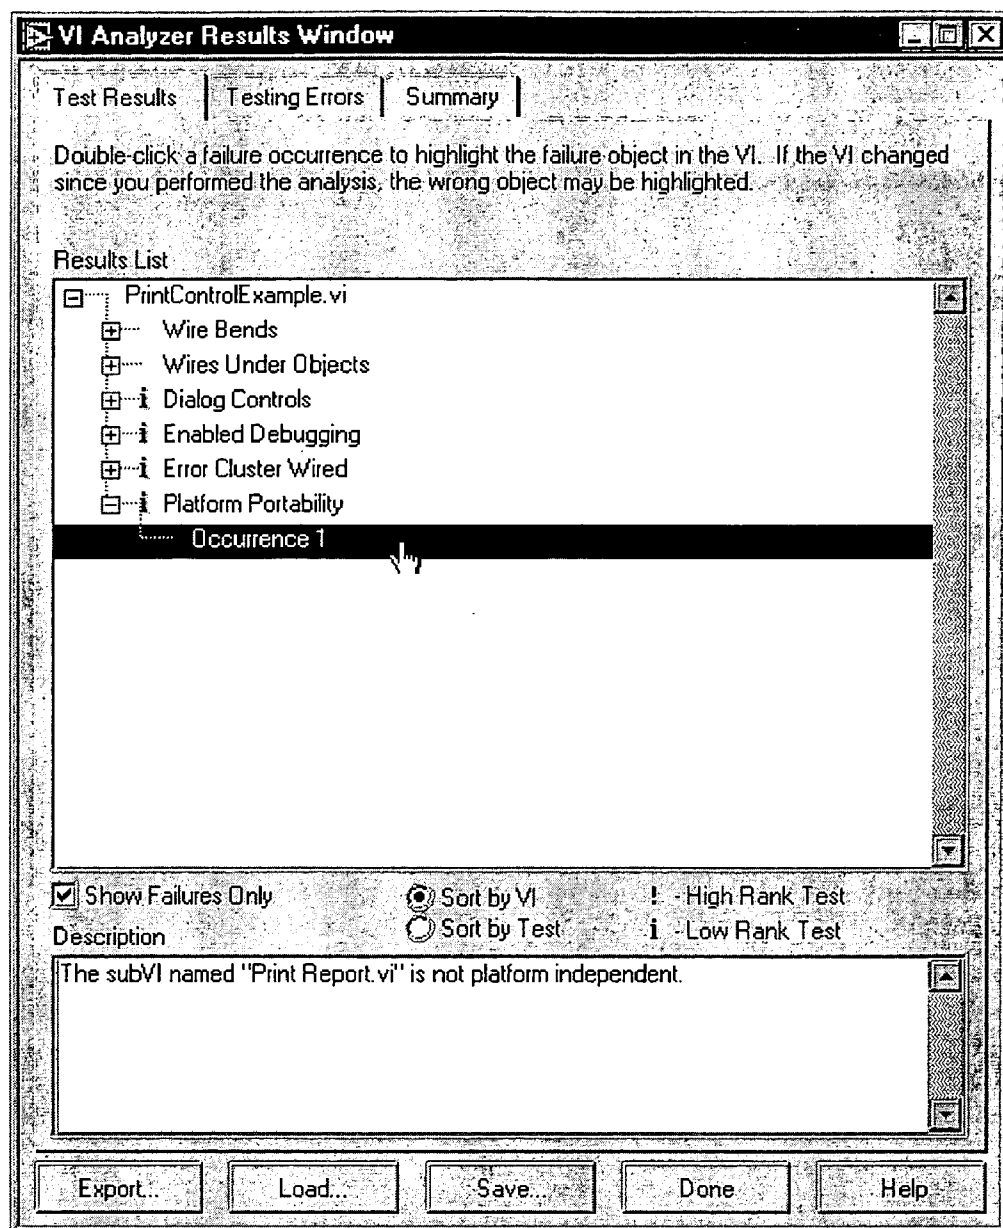 VI Analyzer Results Window
Test Results Testing Errors Summary
Double-click a failure occurrence to highlight the failure object in the VI. If the VI changed
since you performed the analysis, the wrong object may be highlighted.
Results List
PrintControlExample.vi
Wire Bends
Wires Under Objects
i Dialog Controls
i Enabled Debugging
i Error Cluster Wired
i Platform Portability
Occurrence 1
Show Failures Only Sort by VI ! - High Rank Test
Description Sort by Test i - Low Rank Test
The subVI named "Print Report.vi" is not platform independent.
Export... Load... Save... Done Help